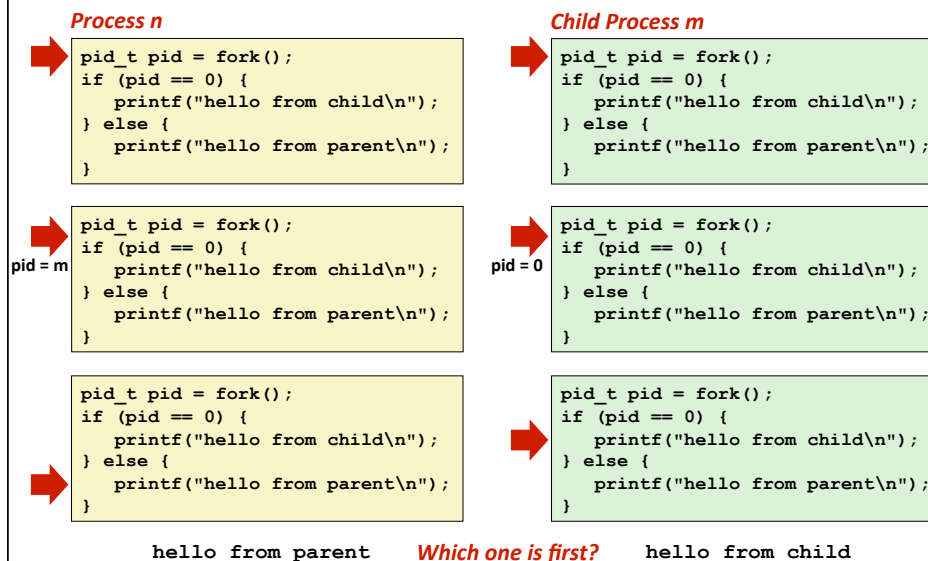 Process n
pid_t pid = fork();
if (pid == 0) {
   printf("hello from child\n");
} else {
   printf("hello from parent\n");
}
Child Process m
pid_t pid = fork();
if (pid == 0) {
   printf("hello from child\n");
} else {
   printf("hello from parent\n");
}
pid = m
pid_t pid = fork();
if (pid == 0) {
   printf("hello from child\n");
} else {
   printf("hello from parent\n");
}
pid = 0
pid_t pid = fork();
if (pid == 0) {
   printf("hello from child\n");
} else {
   printf("hello from parent\n");
}
pid_t pid = fork();
if (pid == 0) {
   printf("hello from child\n");
} else {
   printf("hello from parent\n");
}
pid_t pid = fork();
if (pid == 0) {
   printf("hello from child\n");
} else {
   printf("hello from parent\n");
}
hello from parent
Which one is first?
hello from child